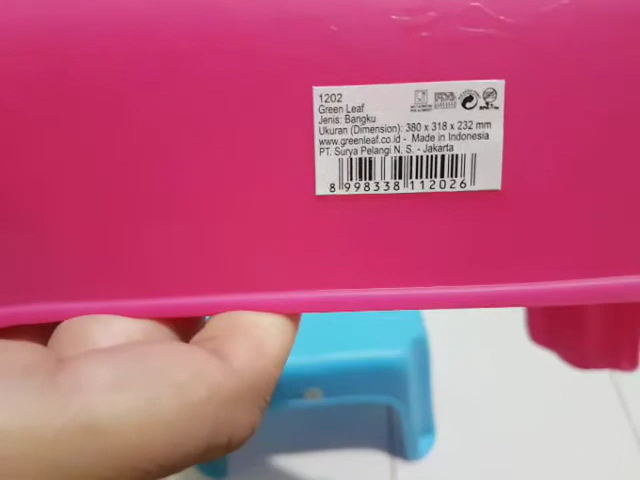 1202
Green Leaf
Jenis: Bangku
Ukuran (Dimension): 380 x 318 x 232 mm
www.greenleaf.co.id - Made in Indonesia
PT. Surya Pelangi N. S. - Jakarta
8 998338 112026